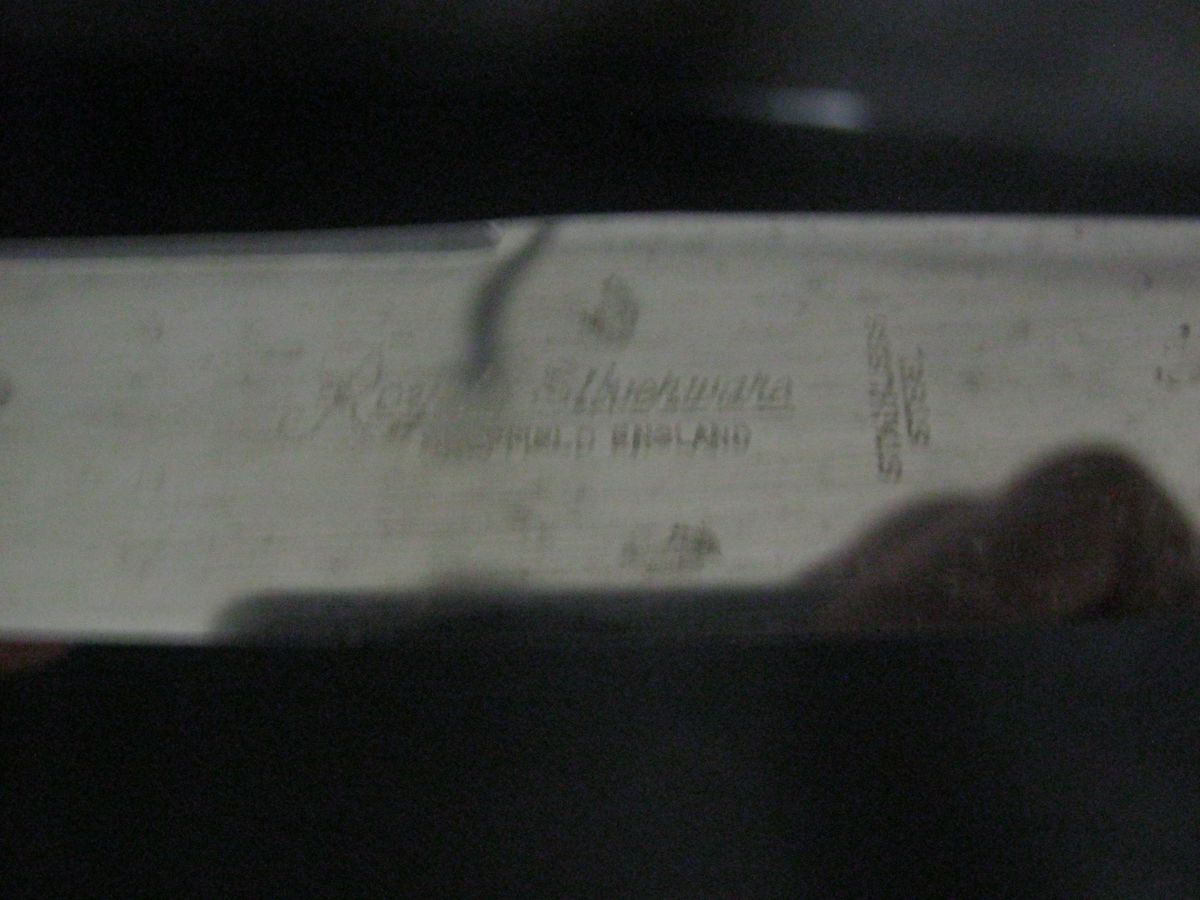 Silverware
SHEFFIELD ENGLAND
STAINLESS
STEEL